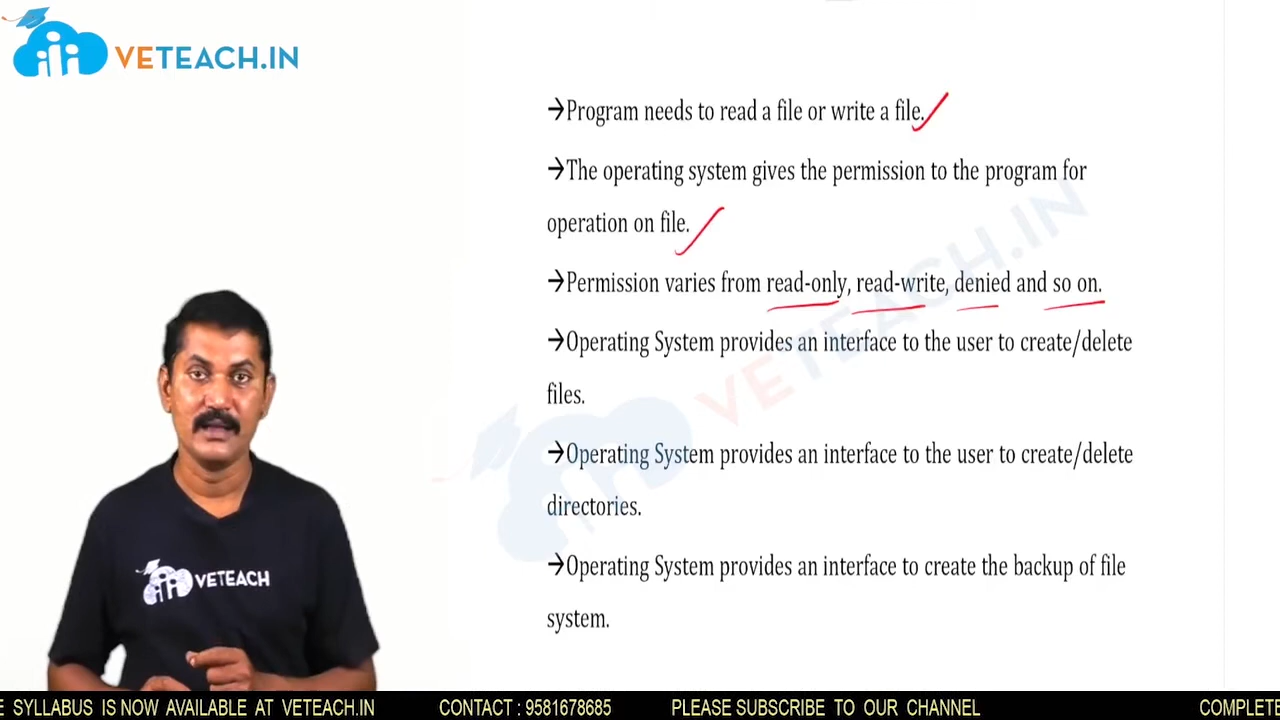 VETEACH.IN
→Program needs to read a file or write a file.
→The operating system gives the permission to the program for
operation on file.
→Permission varies from read-only, read-write, denied and so on.
→Operating System provides an interface to the user to create/delete
files.
→Operating System provides an interface to the user to create/delete
directories.
→Operating System provides an interface to create the backup of file
system.
VETEACH.IN
VETEACH
E SYLLABUS IS NOW AVAILABLE AT VETEACH.IN CONTACT : 9581678685 PLEASE SUBSCRIBE TO OUR CHANNEL COMPLETE